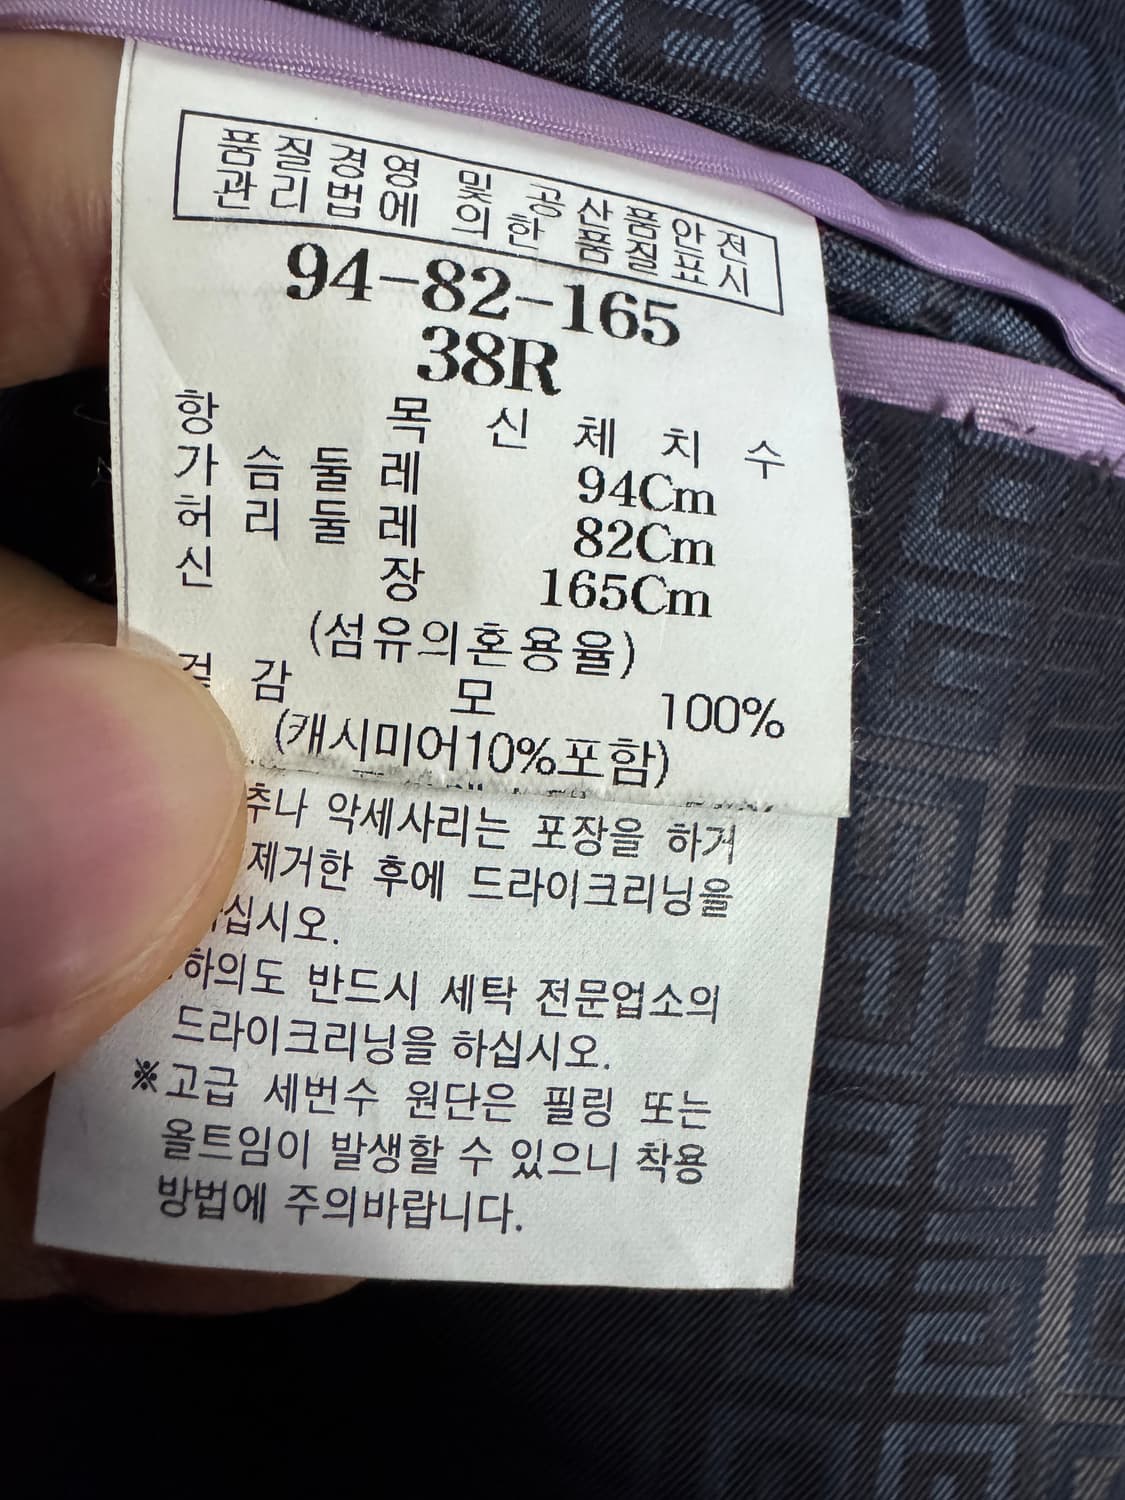 품질경영 및 공산품안전
관리법에 의한 품질표시
94-82-165
38R
항 목 신 체 치 수
가 슴 둘 레 94Cm
허 리 둘 레 82Cm
신 장 165Cm
(섬유의혼용율)
겉 감 모 100%
(캐시미어10%포함)
추나 악세사리는 포장을 하거
제거한 후에 드라이크리닝을
십시오.
하의도 반드시 세탁 전문업소의
드라이크리닝을 하십시오.
※고급 세번수 원단은 필링 또는
올트임이 발생할 수 있으니 착용
방법에 주의바랍니다.